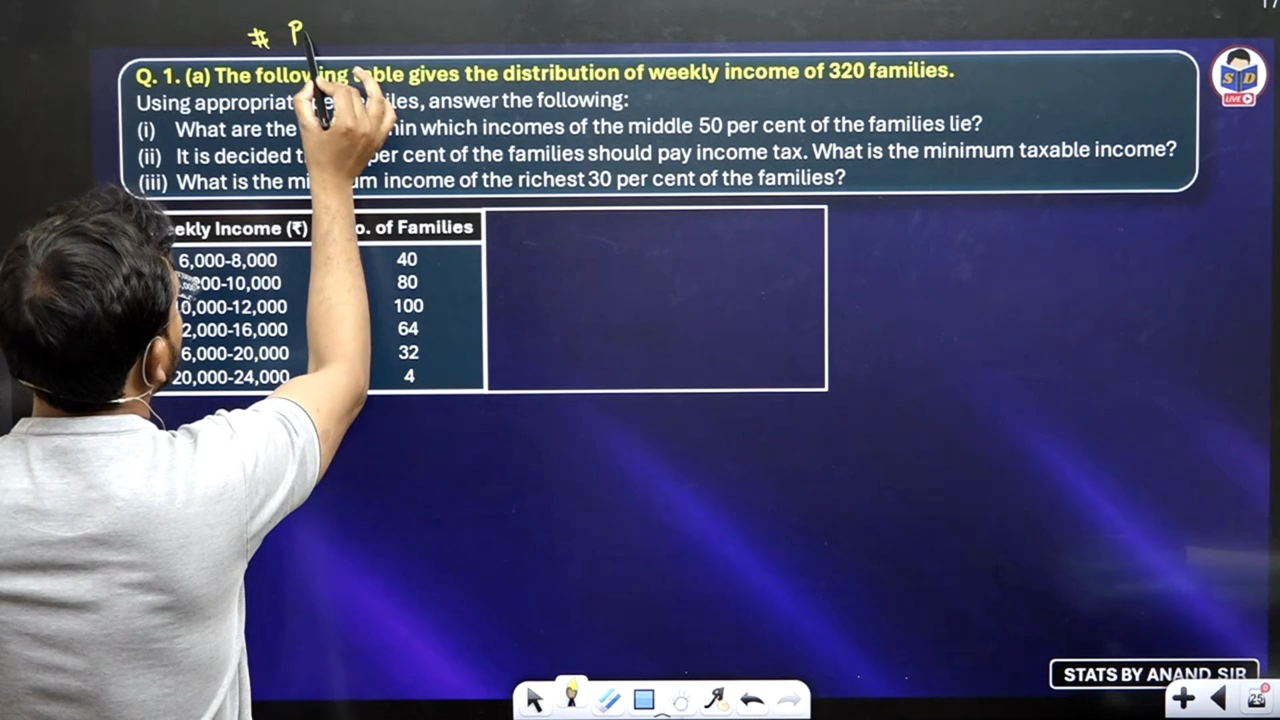 # P
Q. 1. (a) The following table gives the distribution of weekly income of 320 families.
Using appropriat iles, answer the following:
(i) What are the hin which incomes of the middle 50 per cent of the families lie?
(ii) It is decided t per cent of the families should pay income tax. What is the minimum taxable income?
(iii) What is the mi um income of the richest 30 per cent of the families?
ekly Income (₹) o. of Families
6,000-8,000 40
00-10,000 80
0,000-12,000 100
2,000-16,000 64
6,000-20,000 32
20,000-24,000 4
S D
LIVE
STATS BY ANAND SIR
25